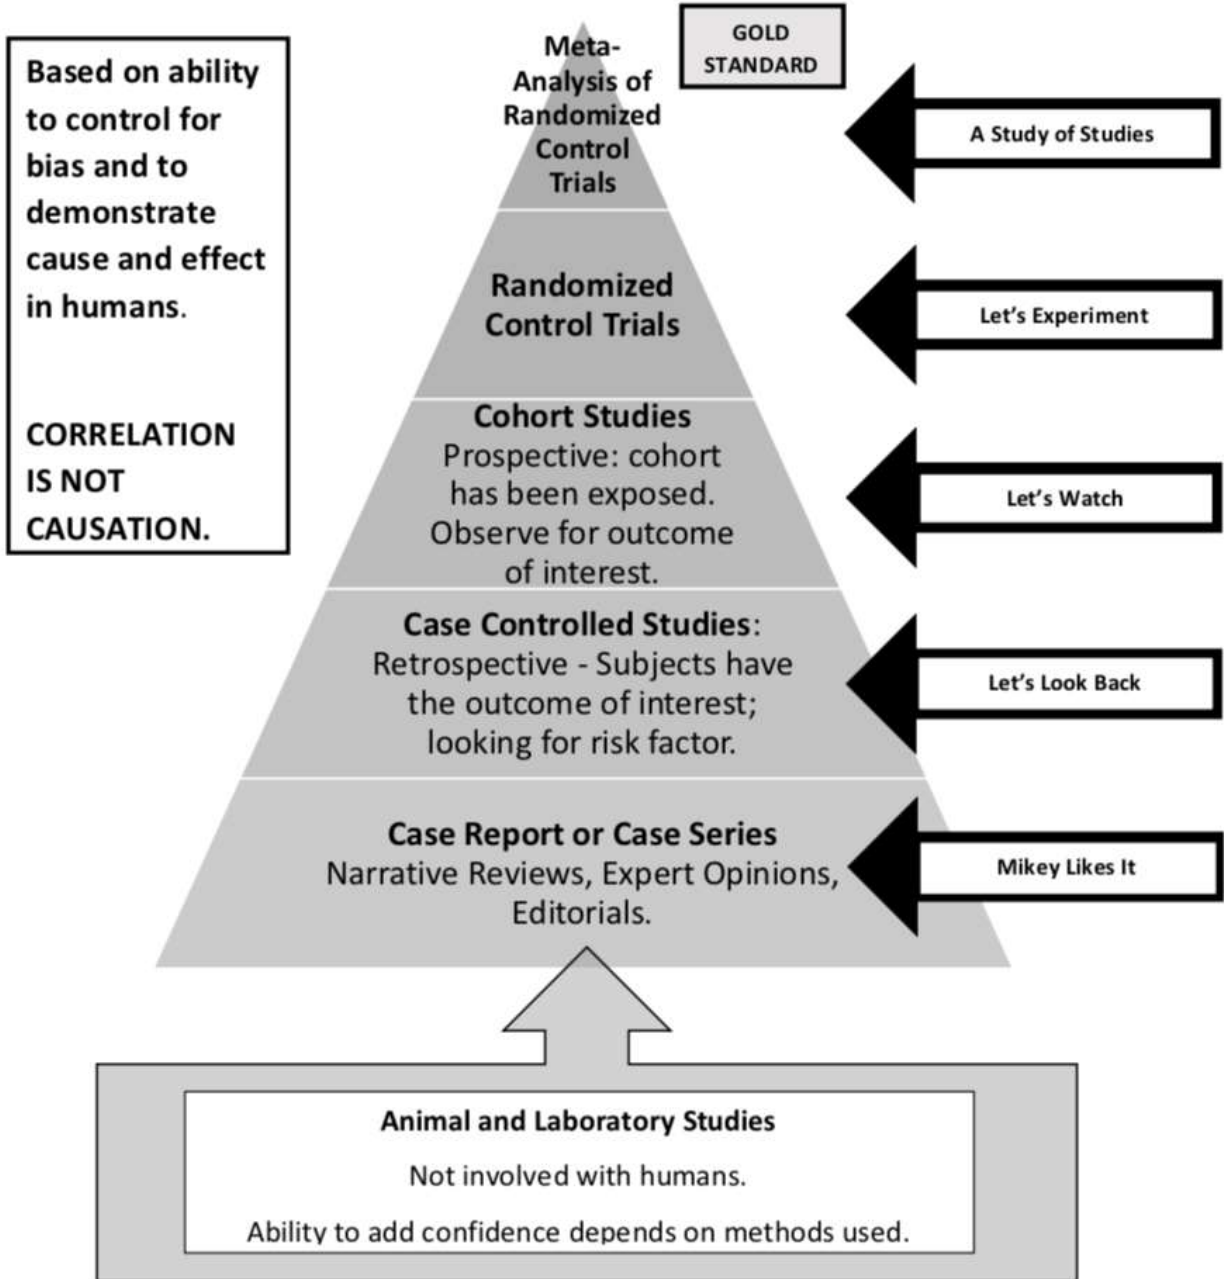 Based on ability
to control for
bias and to
demonstrate
cause and effect
in humans.
CORRELATION
IS NOT
CAUSATION.
Meta-
Analysis of
Randomized
Control
Trials
GOLD
STANDARD
A Study of Studies
Randomized
Control Trials
Let’s Experiment
Cohort Studies
Prospective: cohort
has been exposed.
Observe for outcome
of interest.
Let’s Watch
Case Controlled Studies:
Retrospective - Subjects have
the outcome of interest;
looking for risk factor.
Let’s Look Back
Case Report or Case Series
Narrative Reviews, Expert Opinions,
Editorials.
Mikey Likes It
Animal and Laboratory Studies
Not involved with humans.
Ability to add confidence depends on methods used.